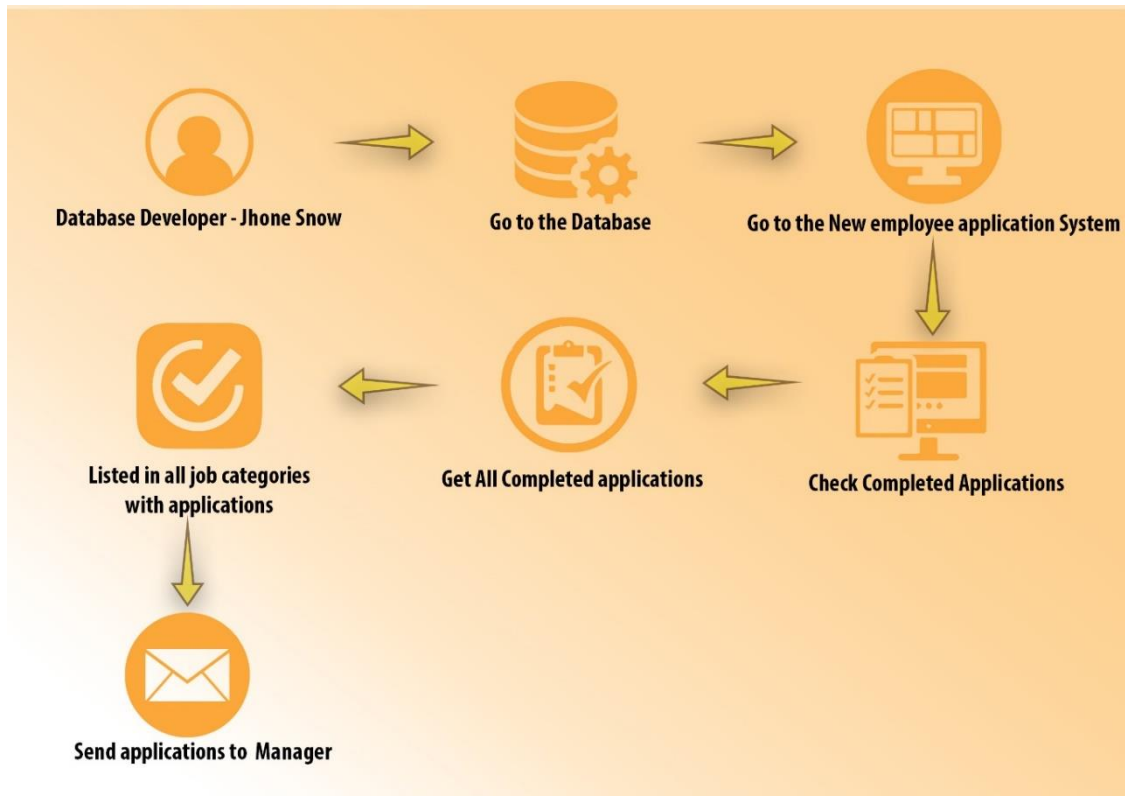 Database Developer - Jhone Snow
Go to the Database
Go to the New employee application System
Check Completed Applications
Get All Completed applications
Listed in all job categories
with applications
Send applications to Manager